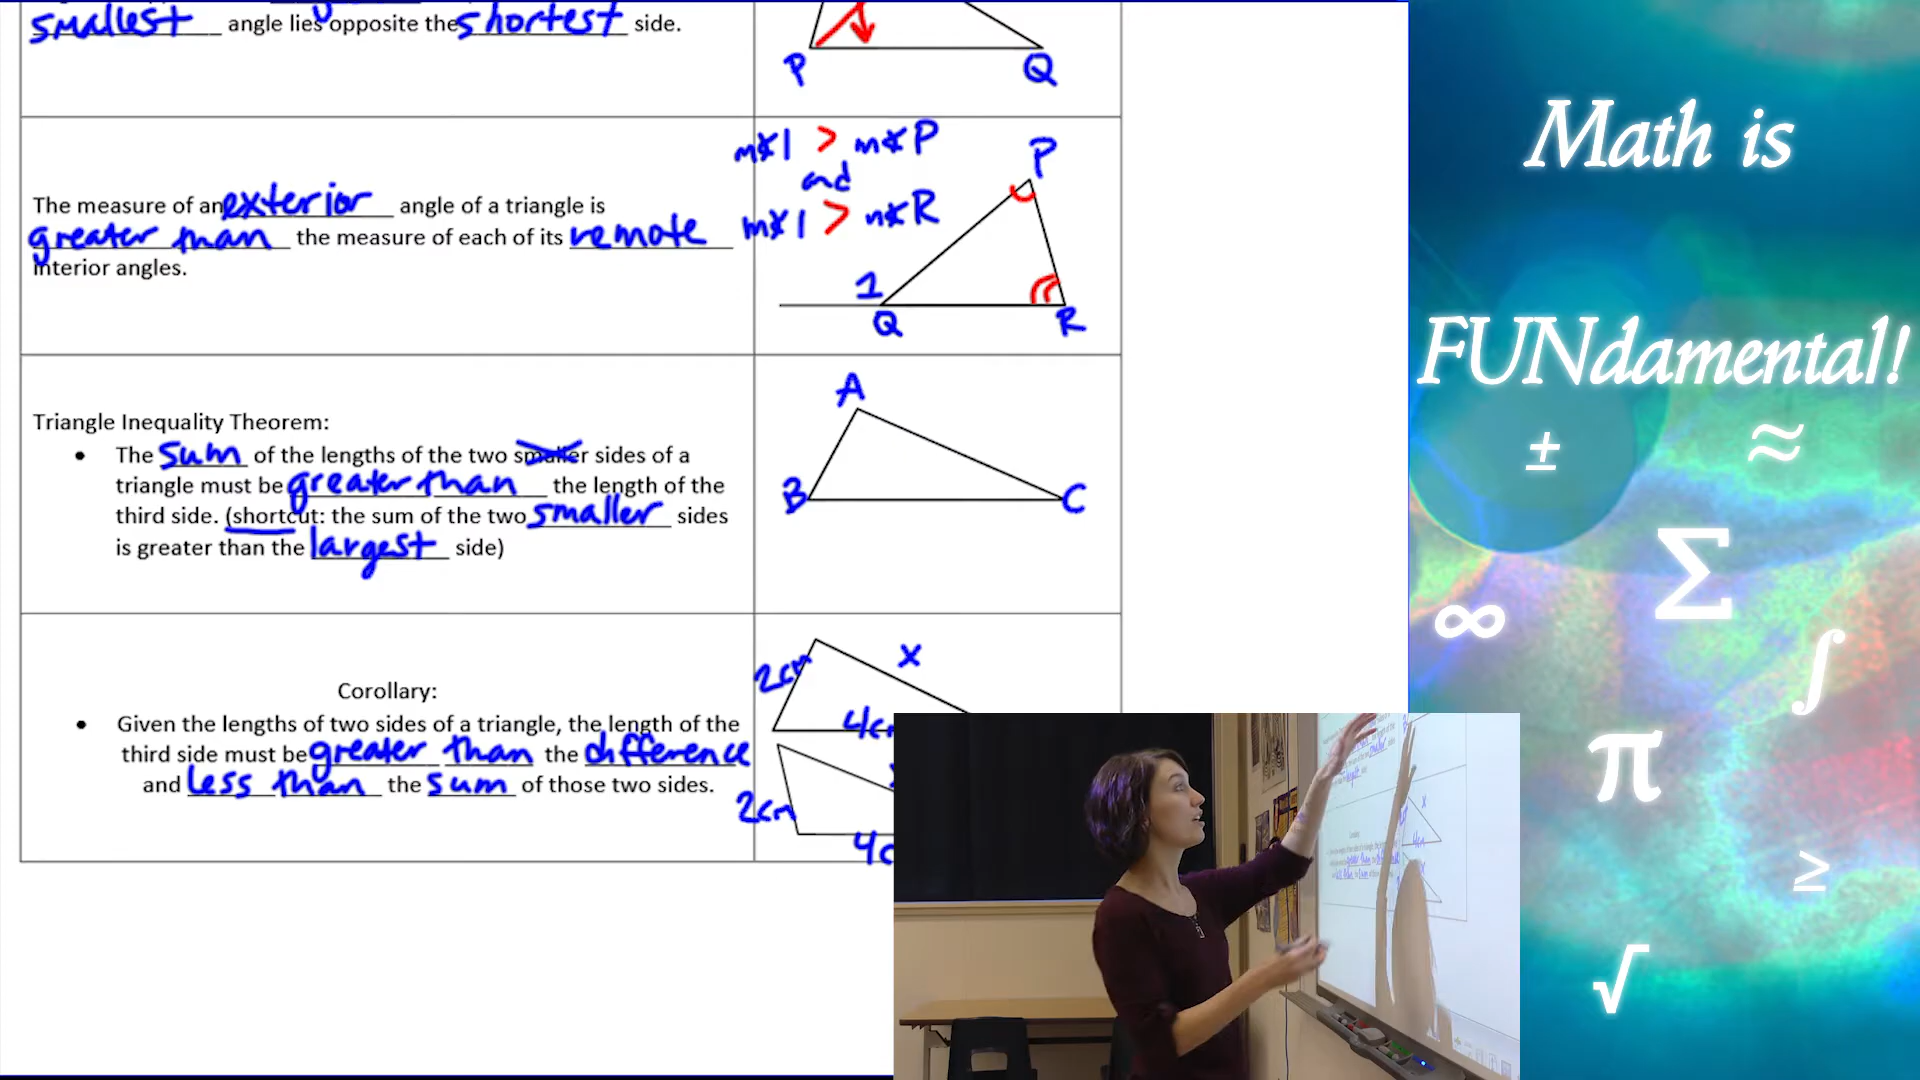 smallest angle lies opposite the shortest side.
P
Q
m∡1 > m∡P
and
m∡1 > m∡R
P
1
Q
R
The measure of an exterior angle of a triangle is
greater than the measure of each of its remote
interior angles.
A
B
C
Triangle Inequality Theorem:
• The sum of the lengths of the two smaller sides of a
triangle must be greater than the length of the
third side. (shortcut: the sum of the two smaller sides
is greater than the largest side)
2cm
x
4cm
Corollary:
• Given the lengths of two sides of a triangle, the length of the
third side must be greater than the difference
and less than the sum of those two sides.
2cm
4c
Math is
FUNdamental!
± ≈
∞ Σ ∫
π
≥
√